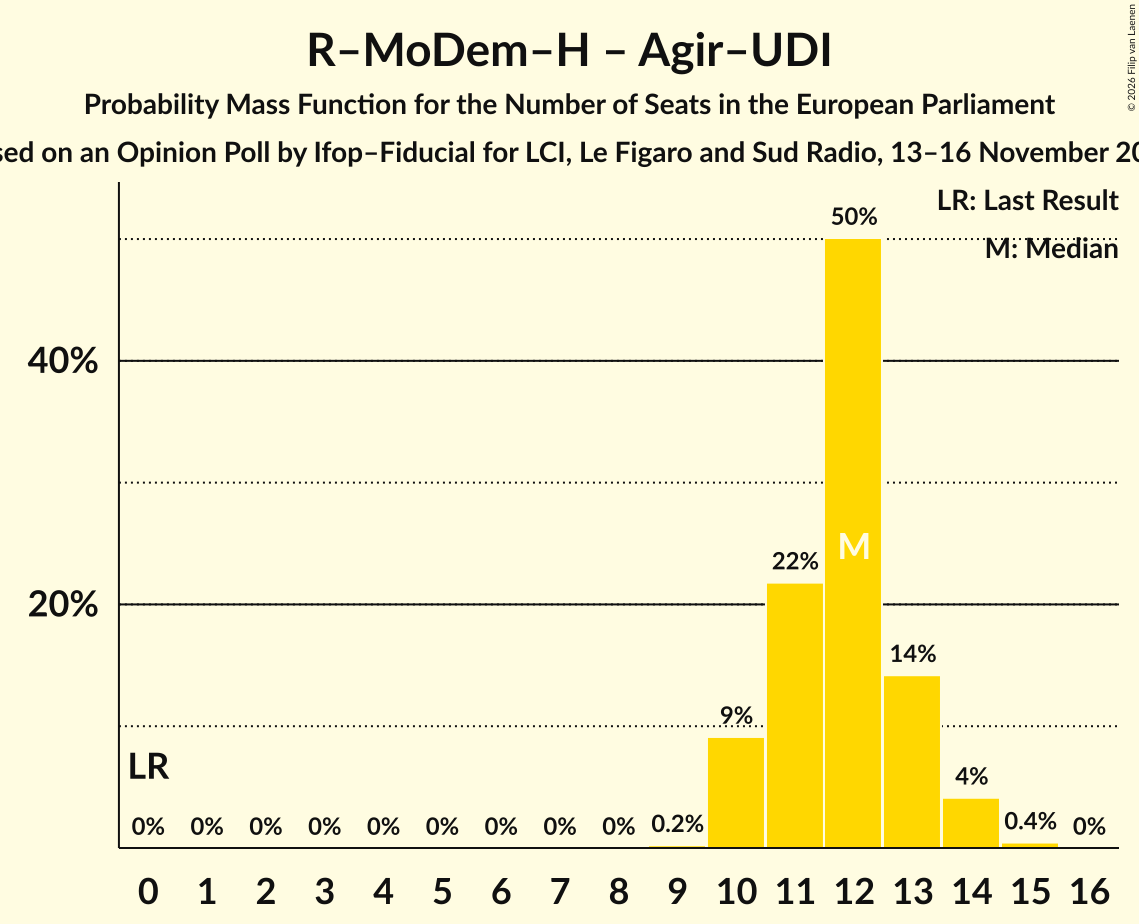 R–MoDem–H – Agir–UDI
Probability Mass Function for the Number of Seats in the European Parliament
on an Opinion Poll by Ifop–Fiducial for LCI, Le Figaro and Sud Radio, 13–16 November
© 2026 Filip van Laenen
LR: Last Result
M: Median
50%
40%
M
22%
20%
14%
9%
LR
4%
0% 0% 0% 0% 0% 0% 0% 0% 0% 0.2% 0.4% 0%
0 1 2 3 4 5 6 7 8 9 10 11 12 13 14 15 16